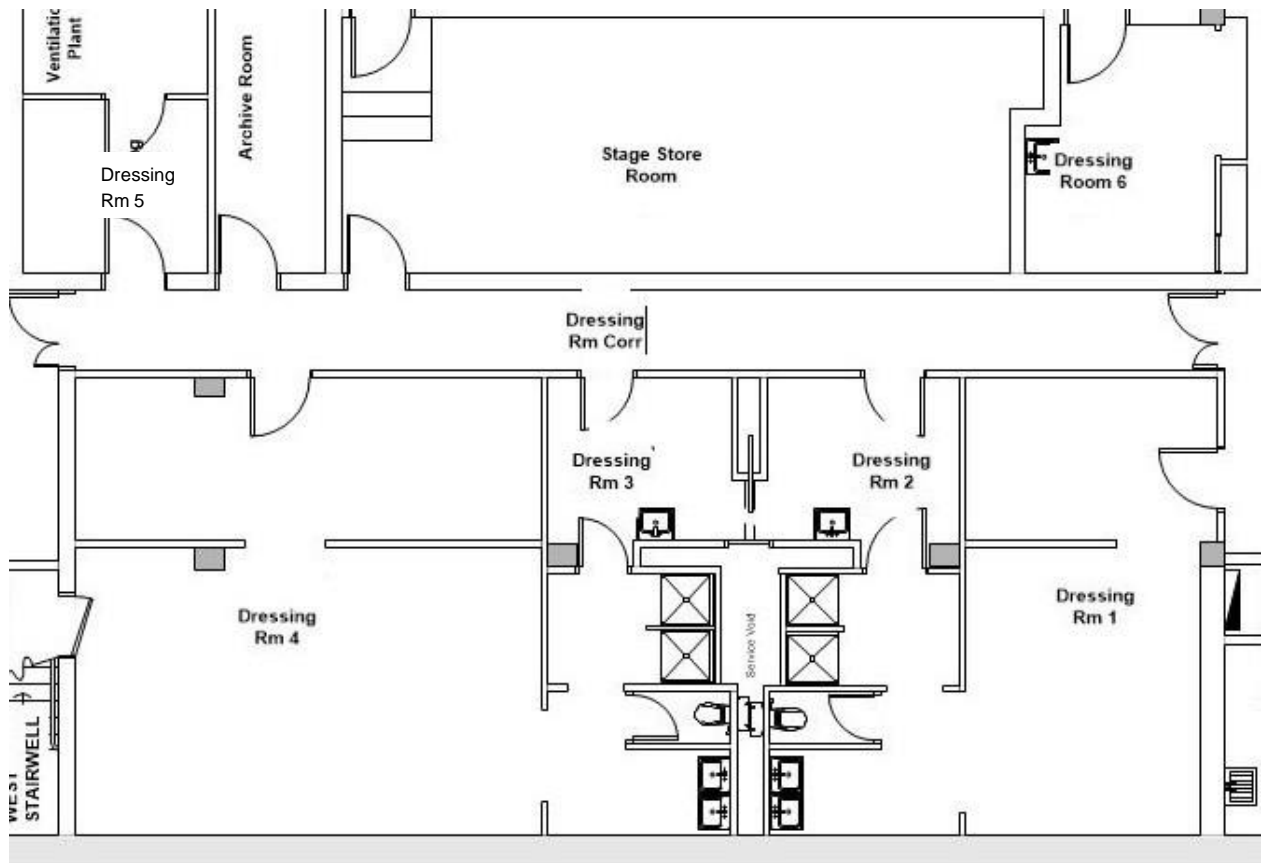 Plant
Archive Room
Stage Store
Room
Dressing
Room 6
Dressing
Rm 5
Dressing
Rm Corr
Dressing
Rm 3
Dressing
Rm 2
Dressing
Rm 4
Dressing
Rm 1
Service Void
WEST
STAIRWELL